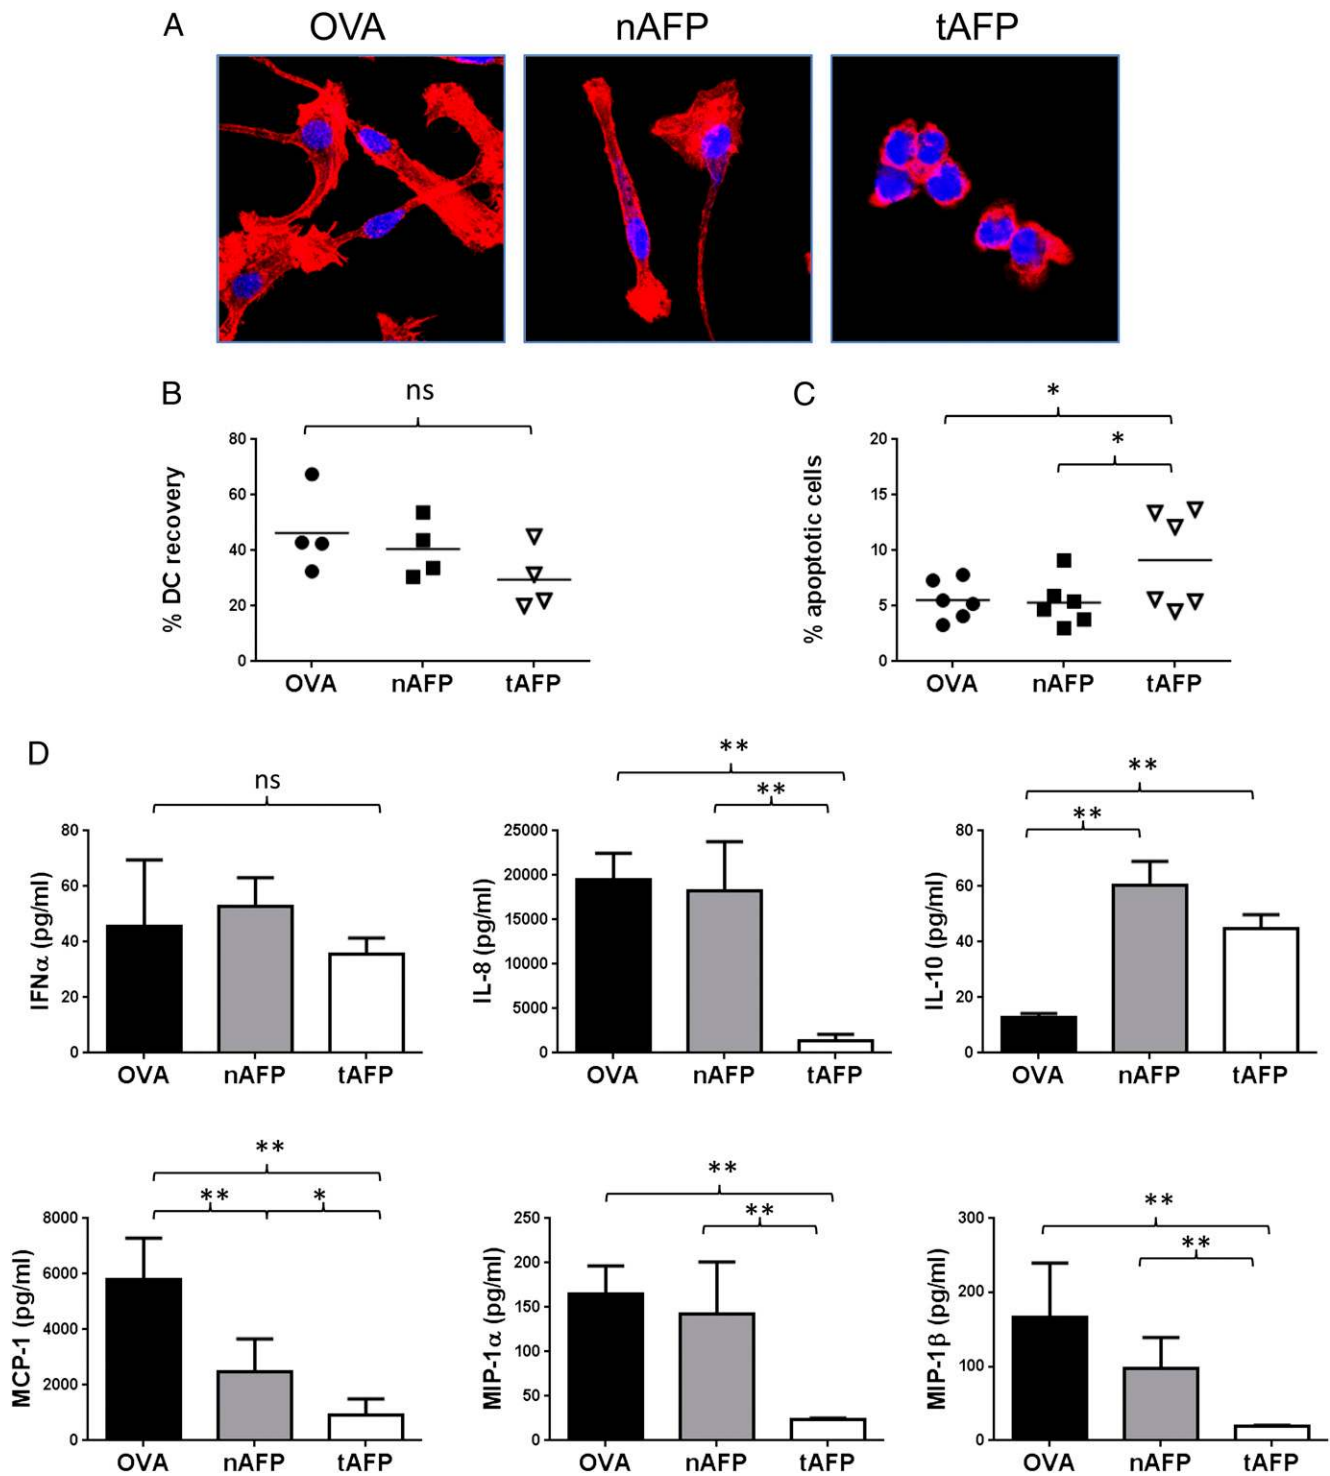 A OVA nAFP tAFP
B ns
% DC recovery
80
60
40
20
0
OVA nAFP tAFP
C *
*
% apoptotic cells
20
15
10
5
0
OVA nAFP tAFP
D
ns
IFNα (pg/ml)
80
60
40
20
0
OVA nAFP tAFP
**
**
IL-8 (pg/ml)
25000
20000
15000
10000
5000
0
OVA nAFP tAFP
**
**
IL-10 (pg/ml)
80
60
40
20
0
OVA nAFP tAFP
**
** *
MCP-1 (pg/ml)
8000
6000
4000
2000
0
OVA nAFP tAFP
**
**
MIP-1α (pg/ml)
250
200
150
100
50
0
OVA nAFP tAFP
**
**
MIP-1β (pg/ml)
300
200
100
0
OVA nAFP tAFP